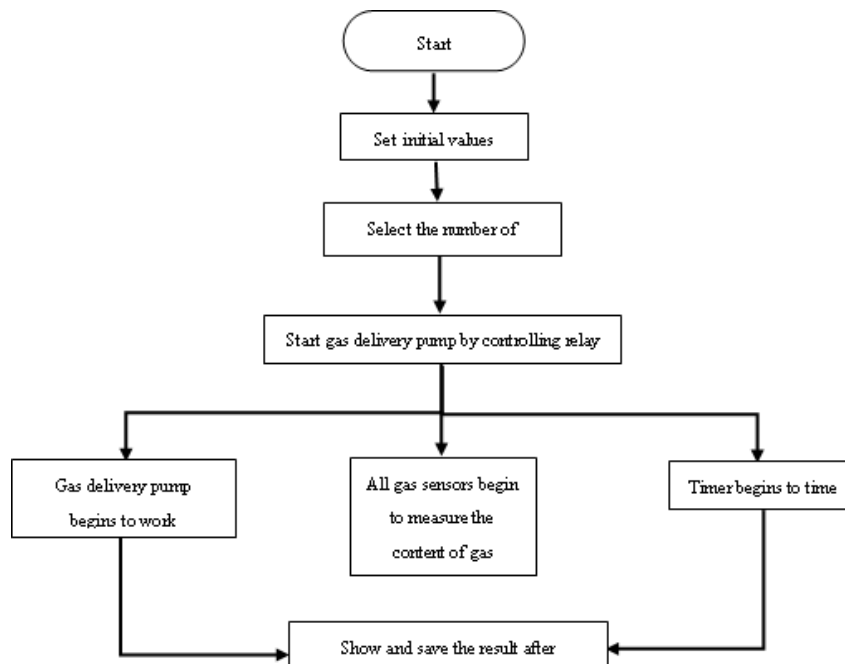 Start
Set initial values
Select the number of
Start gas delivery pump by controlling relay
Gas delivery pump
begins to work
All gas sensors begin
to measure the
content of gas
Timer begins to time
Show and save the result after